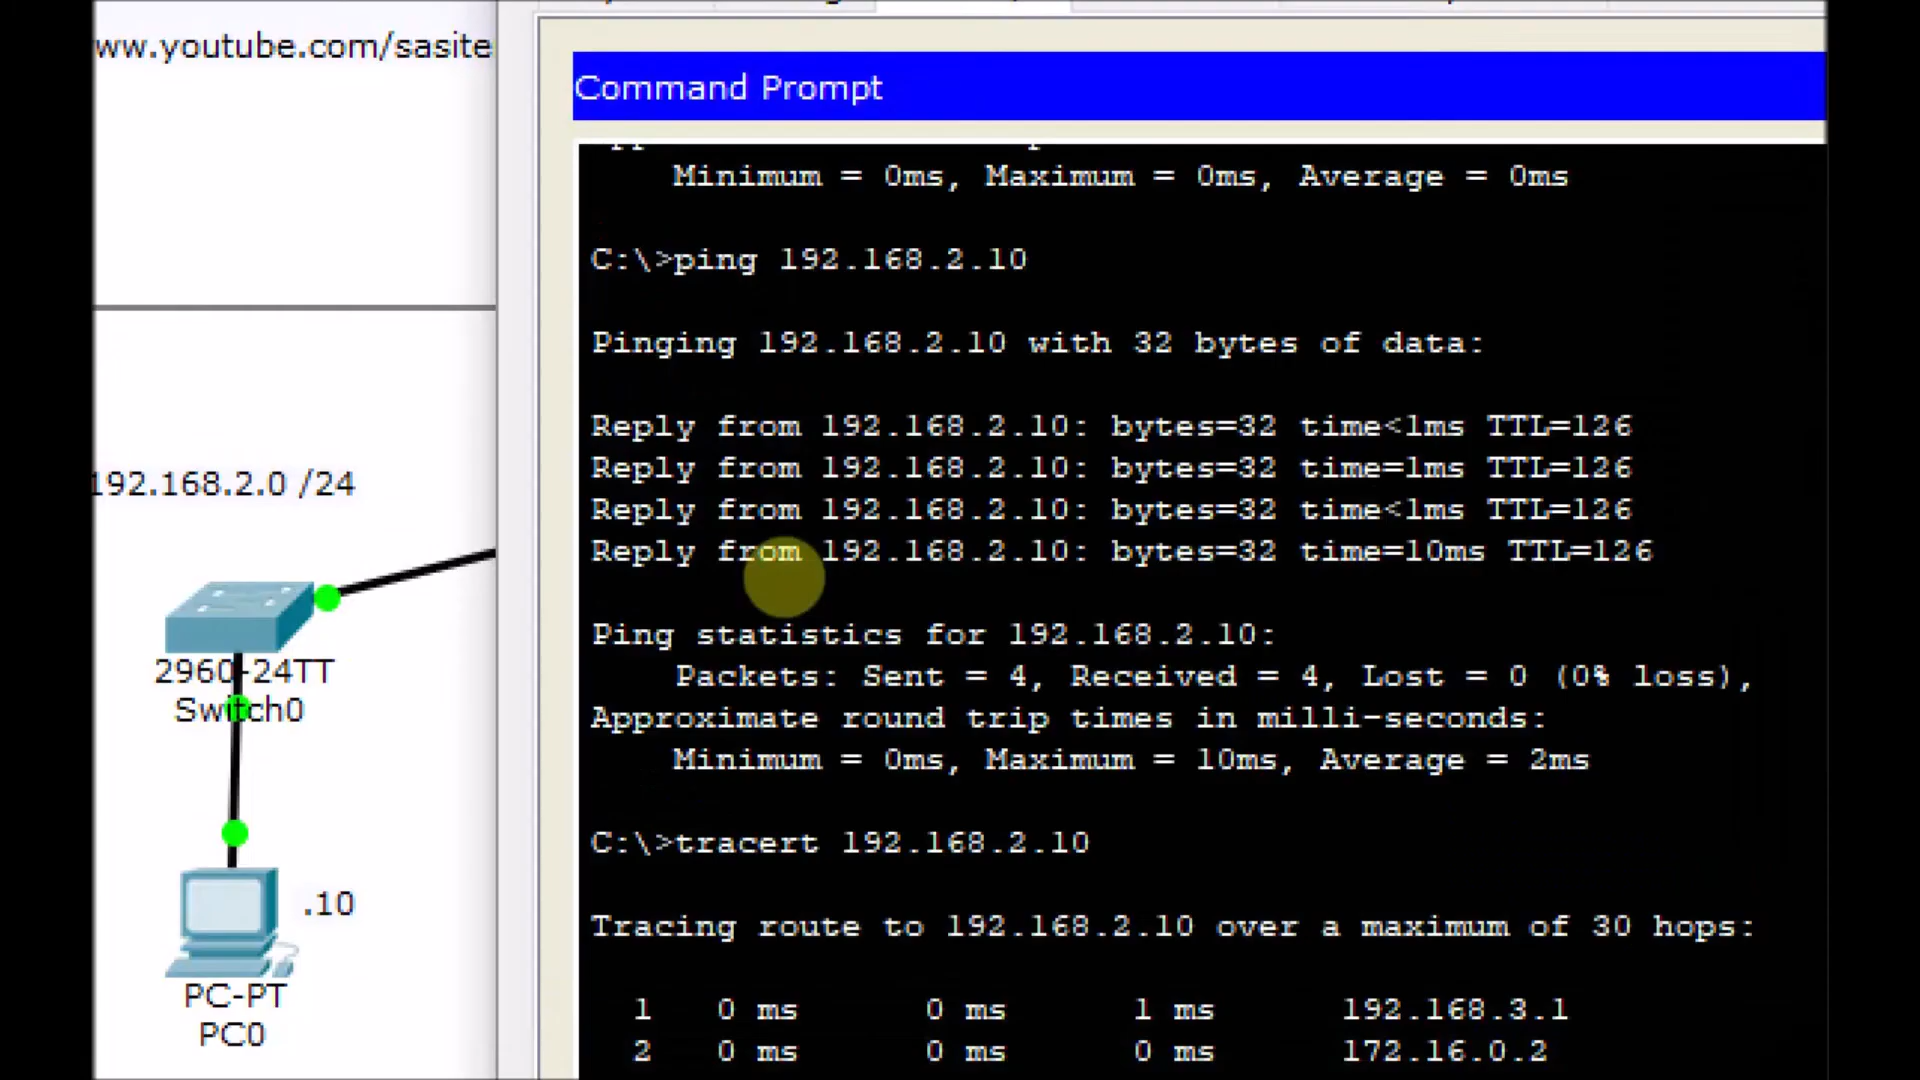 ww.youtube.com/sasite
192.168.2.0 /24
2960-24TT
Switch0
.10
PC-PT
PC0
Command Prompt
Minimum = 0ms, Maximum = 0ms, Average = 0ms
C:\>ping 192.168.2.10
Pinging 192.168.2.10 with 32 bytes of data:
Reply from 192.168.2.10: bytes=32 time<1ms TTL=126
Reply from 192.168.2.10: bytes=32 time=1ms TTL=126
Reply from 192.168.2.10: bytes=32 time<1ms TTL=126
Reply from 192.168.2.10: bytes=32 time=10ms TTL=126
Ping statistics for 192.168.2.10:
Packets: Sent = 4, Received = 4, Lost = 0 (0% loss),
Approximate round trip times in milli-seconds:
Minimum = 0ms, Maximum = 10ms, Average = 2ms
C:\>tracert 192.168.2.10
Tracing route to 192.168.2.10 over a maximum of 30 hops:
1 0 ms 0 ms 1 ms 192.168.3.1
2 0 ms 0 ms 0 ms 172.16.0.2